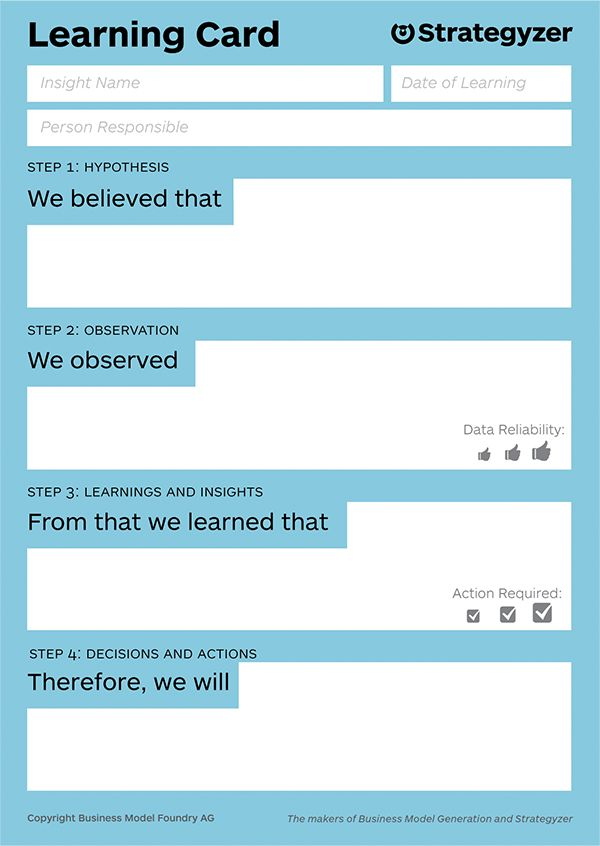 Learning Card
Strategyzer
Insight Name
Date of Learning
Person Responsible
STEP 1: HYPOTHESIS
We believed that
STEP 2: OBSERVATION
We observed
Data Reliability:
STEP 3: LEARNINGS AND INSIGHTS
From that we learned that
Action Required:
STEP 4: DECISIONS AND ACTIONS
Therefore, we will
Copyright Business Model Foundry AG
The makers of Business Model Generation and Strategyzer